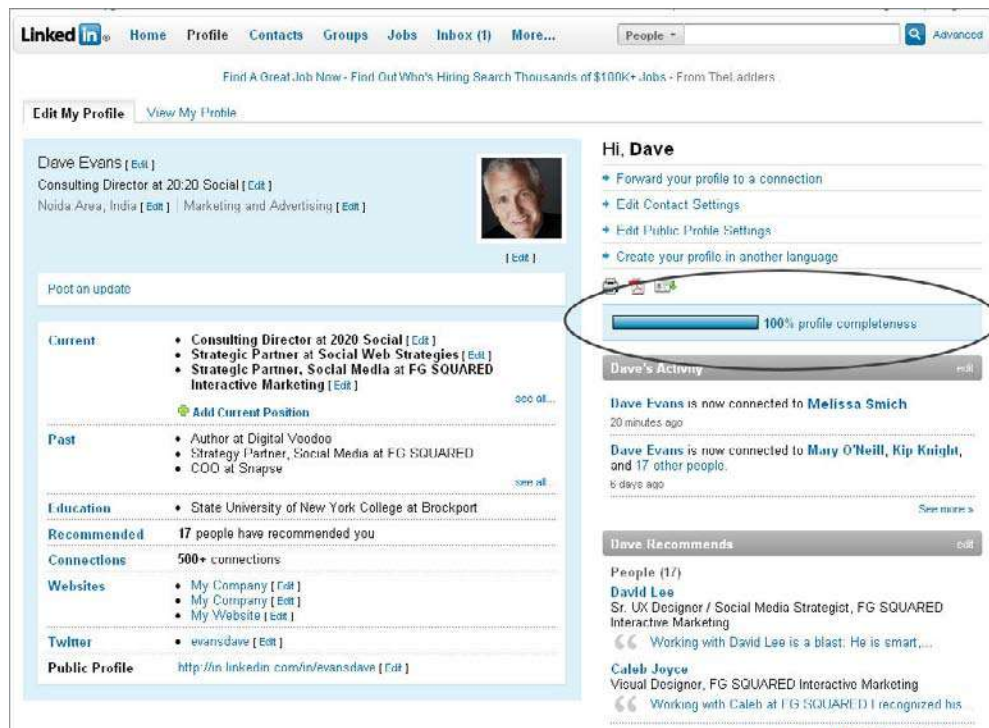 Linked in® Home Profile Contacts Groups Jobs Inbox (1) More... People Advanced
Find A Great Job Now - Find Out Who's Hiring Search Thousands of $100K+ Jobs - From TheLadders
Edit My Profile View My Profile
Dave Evans [ Edit ]
Consulting Director at 20:20 Social [ Edit ]
Noida Area, India [ Edit ] | Marketing and Advertising [ Edit ]
[ Edit ]
Post an update
Current
• Consulting Director at 2020 Social [ Edit ]
• Strategic Partner at Social Web Strategies [ Edit ]
• Strategic Partner, Social Media at FG SQUARED
Interactive Marketing [ Edit ]
see all...
Add Current Position
Past
• Author at Digital Voodoo
• Strategy Partner, Social Media at FG SQUARED
• COO at Snapse
see all...
Education • State University of New York College at Brockport
Recommended 17 people have recommended you
Connections 500+ connections
Websites
• My Company [ Edit ]
• My Company [ Edit ]
• My Website [ Edit ]
Twitter • evansdave [ Edit ]
Public Profile http://in.linkedin.com/in/evansdave [ Edit ]
Hi, Dave
Forward your profile to a connection
Edit Contact Settings
Edit Public Profile Settings
Create your profile in another language
100% profile completeness
Dave's Activity edit
Dave Evans is now connected to Melissa Smich
20 minutes ago
Dave Evans is now connected to Mary O'Neill, Kip Knight,
and 17 other people.
6 days ago
See more »
Dave Recommends edit
People (17)
David Lee
Sr. UX Designer / Social Media Strategist, FG SQUARED
Interactive Marketing
“ Working with David Lee is a blast. He is smart,...
Caleb Joyce
Visual Designer, FG SQUARED Interactive Marketing
“ Working with Caleb at FG SQUARED I recognized his